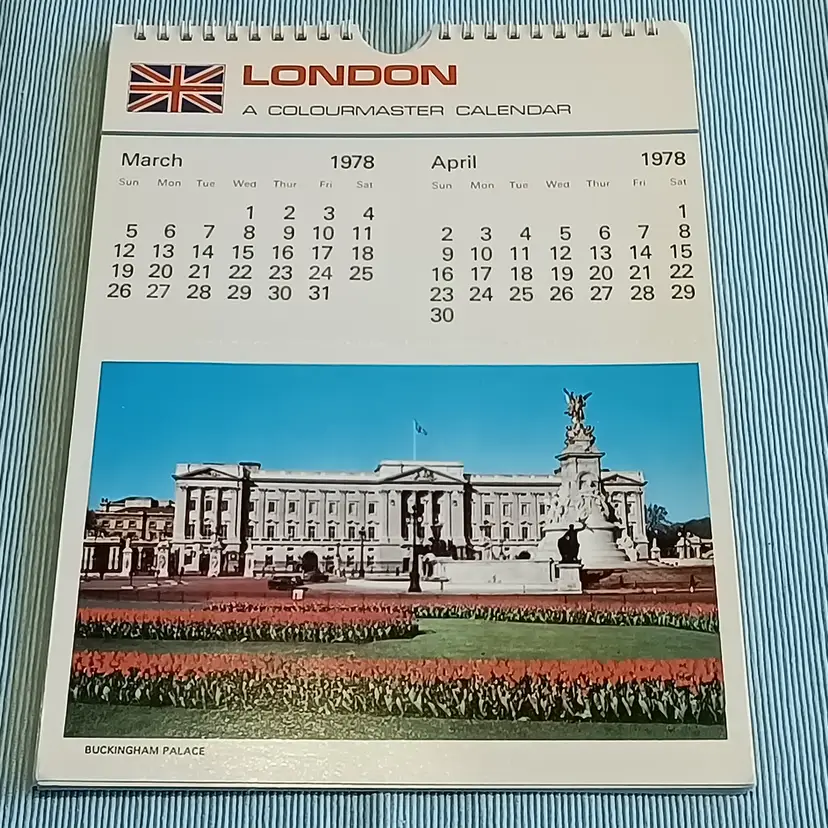 LONDON
A COLOURMASTER CALENDAR
March 1978
Sun Mon Tue Wed Thur Fri Sat
1 2 3 4
5 6 7 8 9 10 11
12 13 14 15 16 17 18
19 20 21 22 23 24 25
26 27 28 29 30 31
April 1978
Sun Mon Tue Wed Thur Fri Sat
1
2 3 4 5 6 7 8
9 10 11 12 13 14 15
16 17 18 19 20 21 22
23 24 25 26 27 28 29
30
BUCKINGHAM PALACE